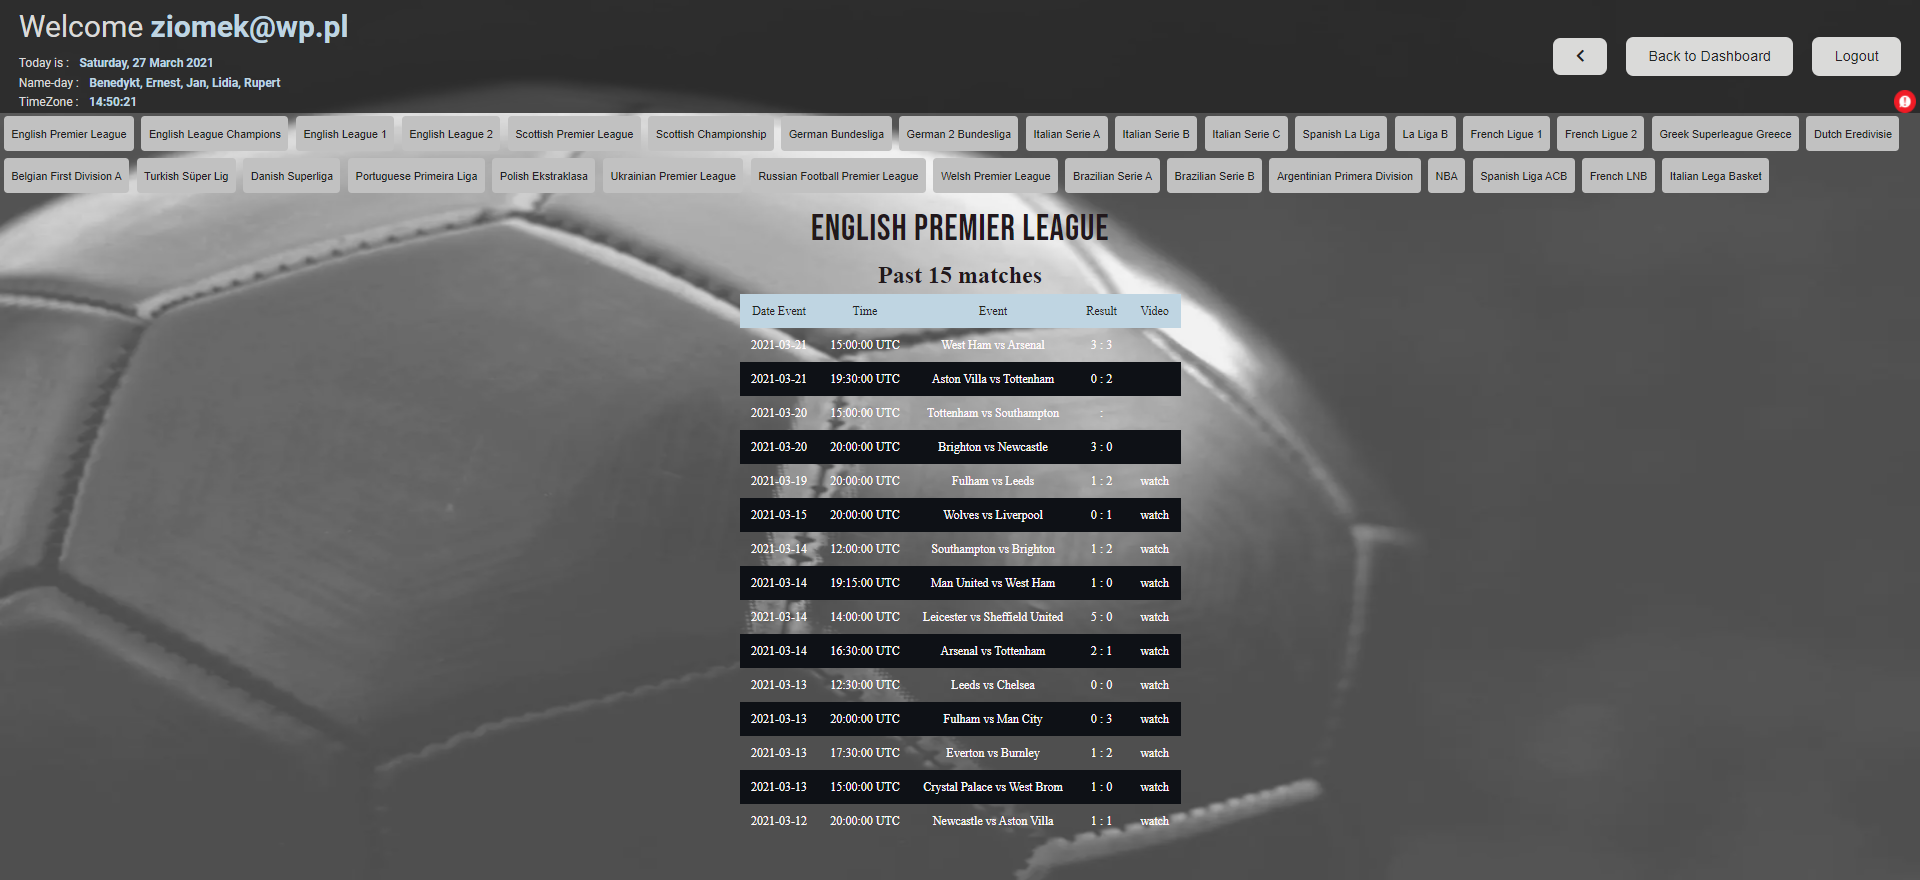 Welcome ziomek@wp.pl
Today is : Saturday, 27 March 2021
Name-day : Benedykt, Ernest, Jan, Lidia, Rupert
TimeZone : 14:50:21
Back to Dashboard
Logout
English Premier League English League Champions English League 1 English League 2 Scottish Premier League Scottish Championship German Bundesliga German 2 Bundesliga Italian Serie A Italian Serie B Italian Serie C Spanish La Liga La Liga B French Ligue 1 French Ligue 2 Greek Superleague Greece Dutch Eredivisie
Belgian First Division A Turkish Süper Lig Danish Superliga Portuguese Primeira Liga Polish Ekstraklasa Ukrainian Premier League Russian Football Premier League Welsh Premier League Brazilian Serie A Brazilian Serie B Argentinian Primera Division NBA Spanish Liga ACB French LNB Italian Lega Basket
ENGLISH PREMIER LEAGUE
Past 15 matches
Date Event Time Event Result Video
2021-03-21 15:00:00 UTC West Ham vs Arsenal 3 : 3
2021-03-21 19:30:00 UTC Aston Villa vs Tottenham 0 : 2
2021-03-20 15:00:00 UTC Tottenham vs Southampton :
2021-03-20 20:00:00 UTC Brighton vs Newcastle 3 : 0
2021-03-19 20:00:00 UTC Fulham vs Leeds 1 : 2 watch
2021-03-15 20:00:00 UTC Wolves vs Liverpool 0 : 1 watch
2021-03-14 12:00:00 UTC Southampton vs Brighton 1 : 2 watch
2021-03-14 19:15:00 UTC Man United vs West Ham 1 : 0 watch
2021-03-14 14:00:00 UTC Leicester vs Sheffield United 5 : 0 watch
2021-03-14 16:30:00 UTC Arsenal vs Tottenham 2 : 1 watch
2021-03-13 12:30:00 UTC Leeds vs Chelsea 0 : 0 watch
2021-03-13 20:00:00 UTC Fulham vs Man City 0 : 3 watch
2021-03-13 17:30:00 UTC Everton vs Burnley 1 : 2 watch
2021-03-13 15:00:00 UTC Crystal Palace vs West Brom 1 : 0 watch
2021-03-12 20:00:00 UTC Newcastle vs Aston Villa 1 : 1 watch